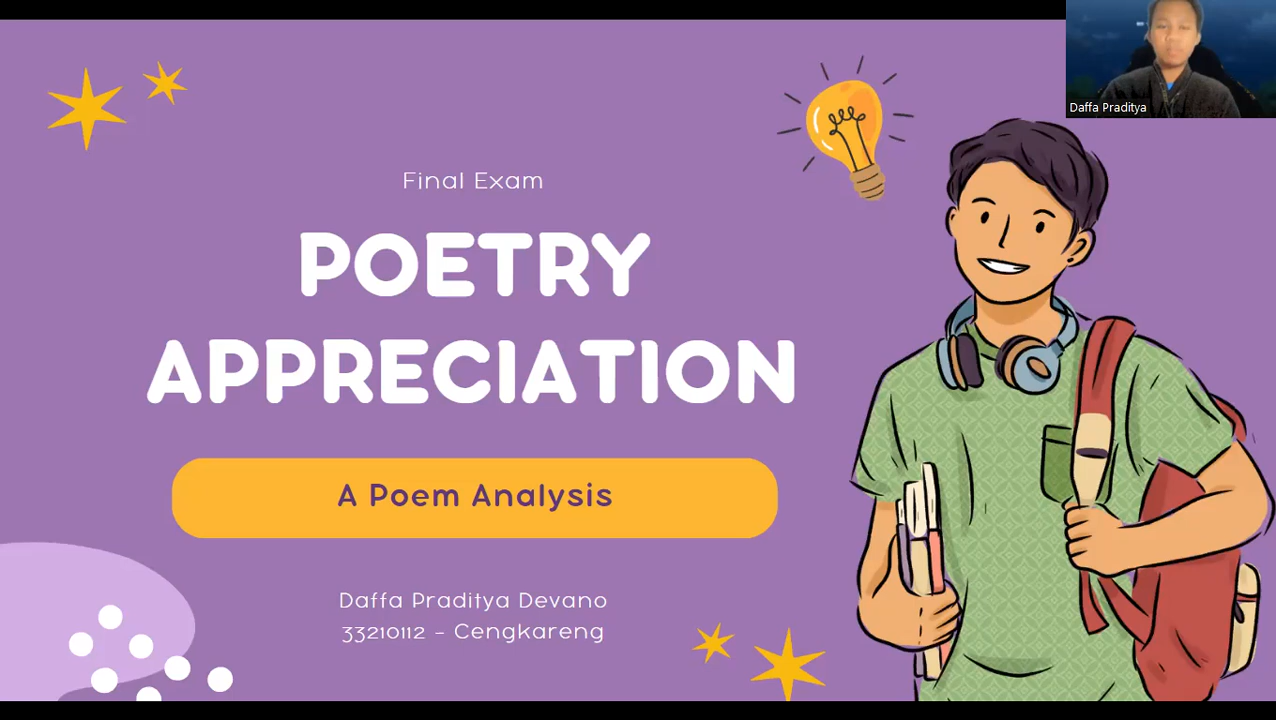 Daffa Praditya
Final Exam
POETRY
APPRECIATION
A Poem Analysis
Daffa Praditya Devano
33210112 - Cengkareng